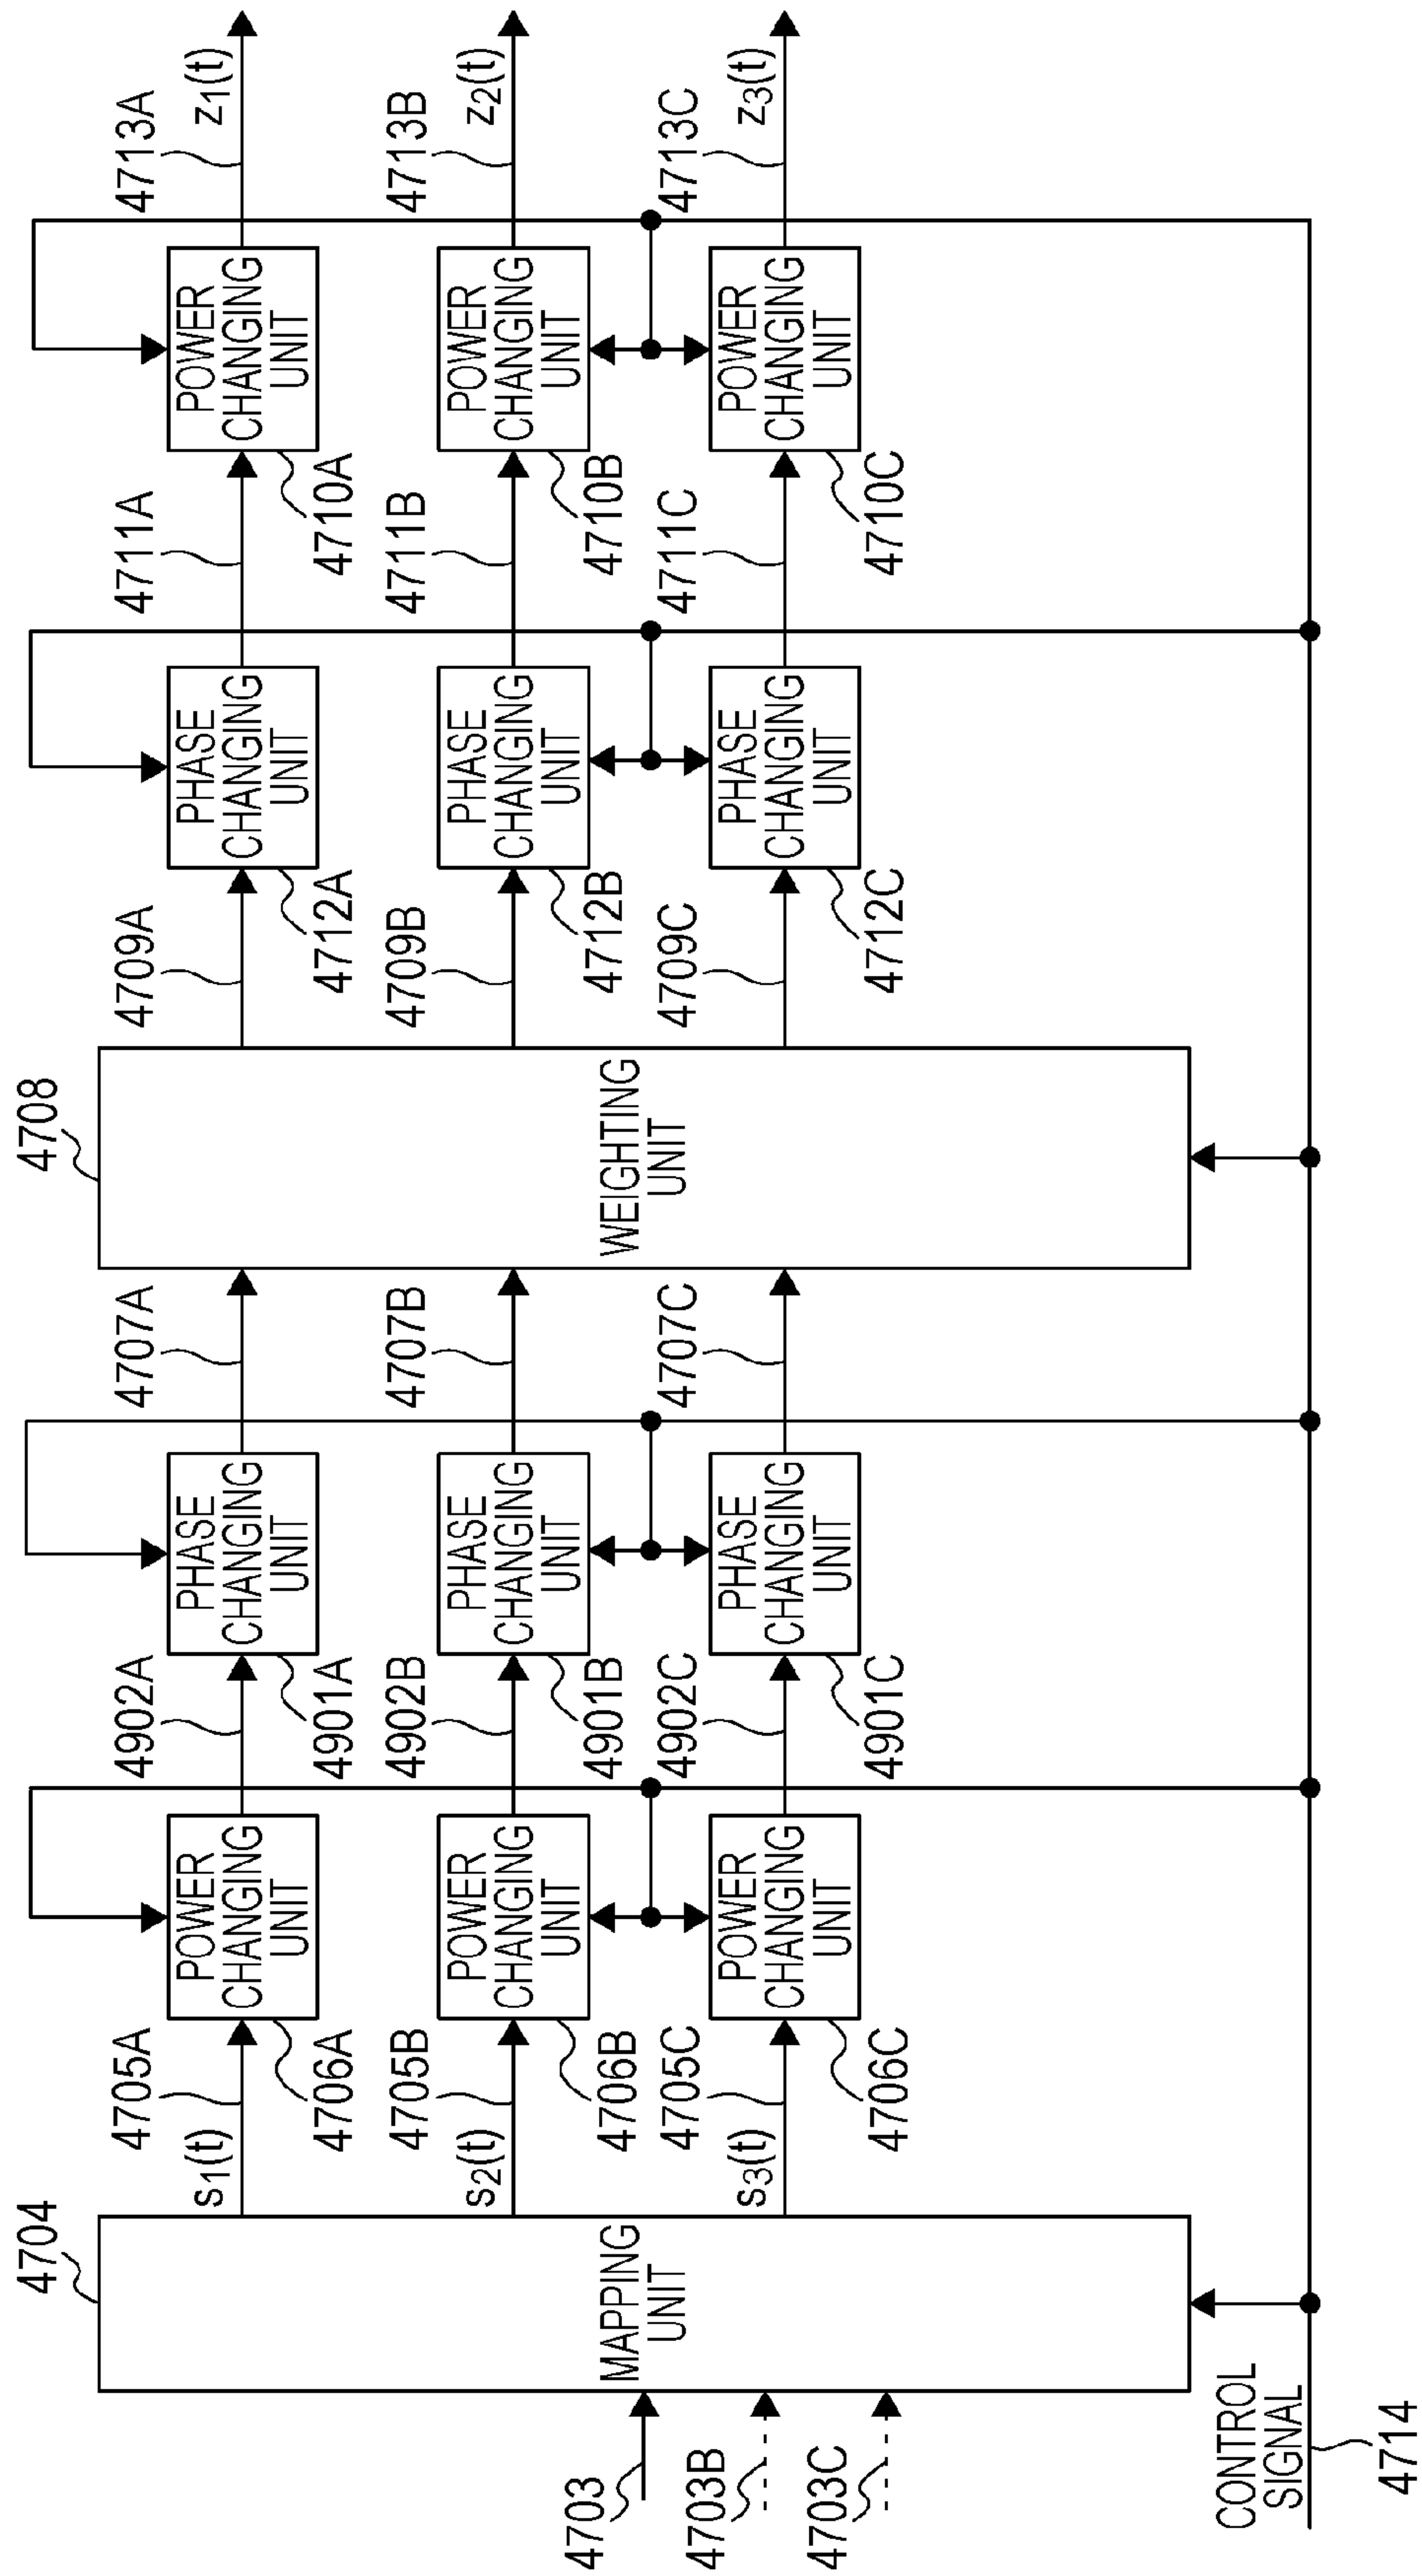 4704
4708
4705A
4902A
4707A
4709A
4711A
4713A
s1(t)
POWER
CHANGING
UNIT
PHASE
CHANGING
UNIT
PHASE
CHANGING
UNIT
POWER
CHANGING
UNIT
z1(t)
4706A
4901A
4712A
4710A
4705B
4902B
4707B
4709B
4711B
4713B
s2(t)
POWER
CHANGING
UNIT
PHASE
CHANGING
UNIT
PHASE
CHANGING
UNIT
POWER
CHANGING
UNIT
z2(t)
4706B
4901B
4712B
4710B
4703
MAPPING
UNIT
WEIGHTING
UNIT
4703B
4705C
4902C
4707C
4709C
4711C
4713C
s3(t)
POWER
CHANGING
UNIT
PHASE
CHANGING
UNIT
PHASE
CHANGING
UNIT
POWER
CHANGING
UNIT
z3(t)
4703C
4706C
4901C
4712C
4710C
CONTROL
SIGNAL
4714